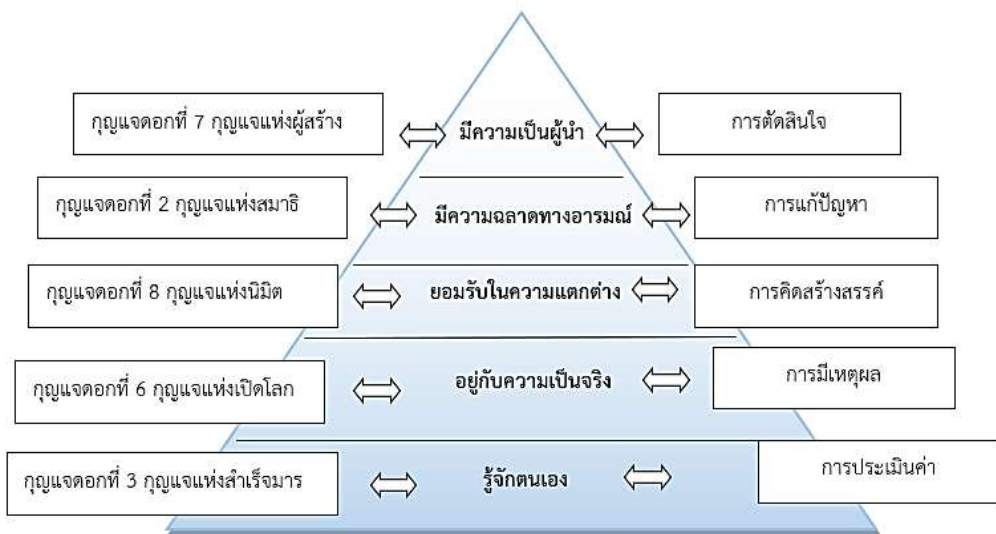 กุญแจดอกที่ 7 กุญแจแห่งผู้สร้าง
มีความเป็นผู้นำ
การตัดสินใจ
กุญแจดอกที่ 2 กุญแจแห่งสมาธิ
มีความฉลาดทางอารมณ์
การแก้ปัญหา
กุญแจดอกที่ 8 กุญแจแห่งนิมิต
ยอมรับในความแตกต่าง
การคิดสร้างสรรค์
กุญแจดอกที่ 6 กุญแจแห่งเปิดโลก
อยู่กับความเป็นจริง
การมีเหตุผล
กุญแจดอกที่ 3 กุญแจแห่งสำเร็จมาร
รู้จักตนเอง
การประเมินค่า